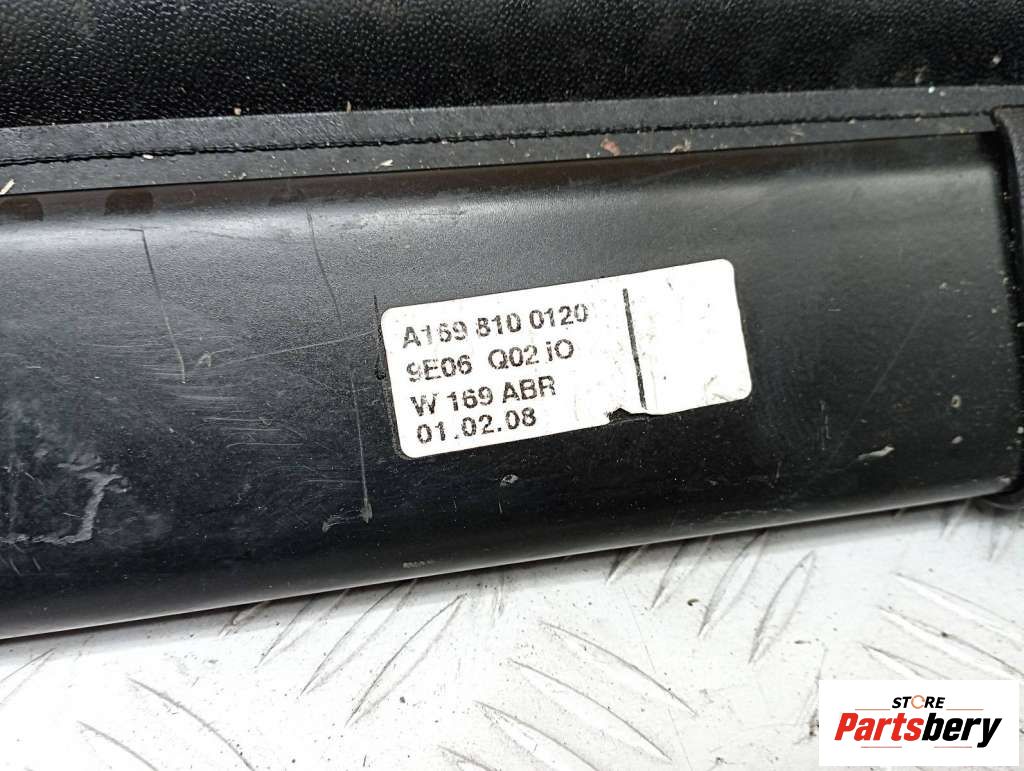 A169 810 0120
9E06 Q02 iO
W 169 ABR
01.02.08
STORE
Partsbery